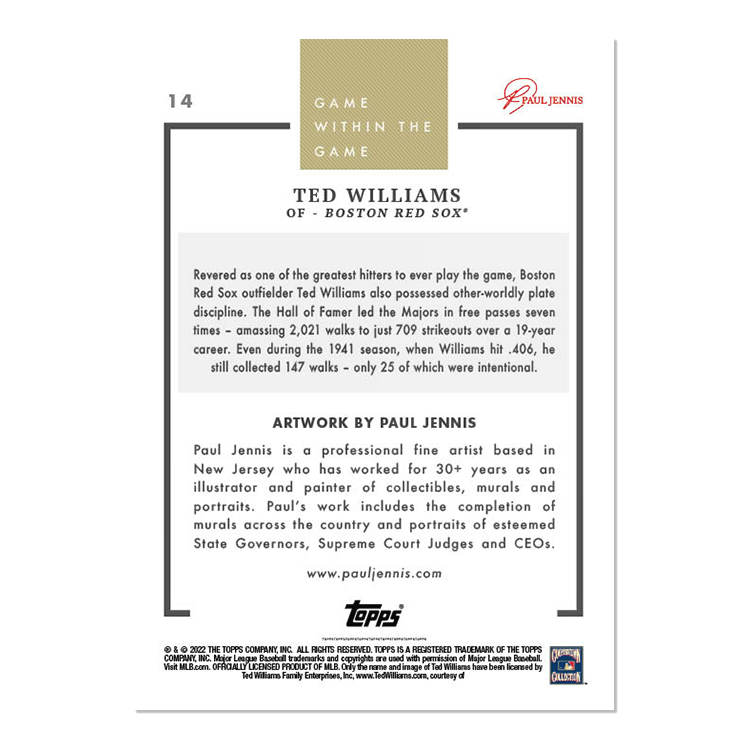 14
GAME
WITHIN THE
GAME
PAUL JENNIS
TED WILLIAMS
OF - BOSTON RED SOX®
Revered as one of the greatest hitters to ever play the game, Boston
Red Sox outfielder Ted Williams also possessed other-worldly plate
discipline. The Hall of Famer led the Majors in free passes seven
times – amassing 2,021 walks to just 709 strikeouts over a 19-year
career. Even during the 1941 season, when Williams hit .406, he
still collected 147 walks – only 25 of which were intentional.
ARTWORK BY PAUL JENNIS
Paul Jennis is a professional fine artist based in
New Jersey who has worked for 30+ years as an
illustrator and painter of collectibles, murals and
portraits. Paul's work includes the completion of
murals across the country and portraits of esteemed
State Governors, Supreme Court Judges and CEOs.
www.pauljennis.com
topps®
® & © 2022 THE TOPPS COMPANY, INC. ALL RIGHTS RESERVED. TOPPS IS A REGISTERED TRADEMARK OF THE TOPPS
COMPANY, INC. Major League Baseball trademarks and copyrights are used with permission of Major League Baseball.
Visit MLB.com. OFFICIALLY LICENSED PRODUCT OF MLB. Only the name and image of Ted Williams have been licensed by
Ted Williams Family Enterprises, Inc, www.TedWilliams.com, courtesy of
COOPERSTOWN
COLLECTION